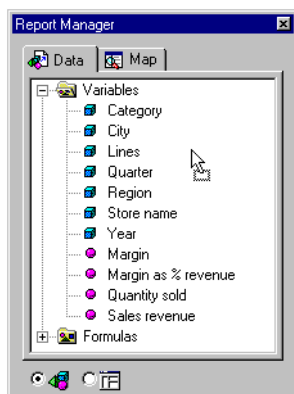 Report Manager
Data Map
Variables
Category
City
Lines
Quarter
Region
Store name
Year
Margin
Margin as % revenue
Quantity sold
Sales revenue
Formulas